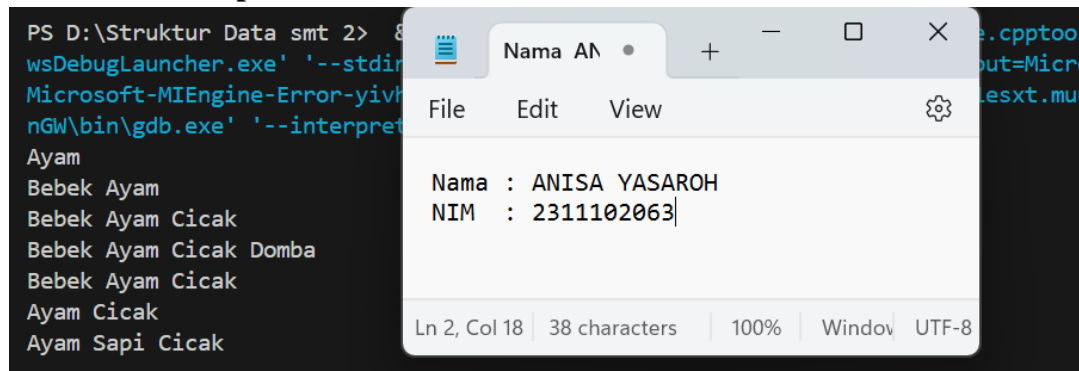 PS D:\Struktur Data smt 2> &
wsDebugLauncher.exe' '--stdir
Microsoft-MIEngine-Error-yivh
nGW\bin\gdb.exe' '--interpret
Ayam
Bebek Ayam
Bebek Ayam Cicak
Bebek Ayam Cicak Domba
Bebek Ayam Cicak
Ayam Cicak
Ayam Sapi Cicak
Nama AN
File Edit View
Nama : ANISA YASAROH
NIM : 2311102063
Ln 2, Col 18 38 characters 100% Window UTF-8
e.cpptoo
out=Micr
lesxt.mu